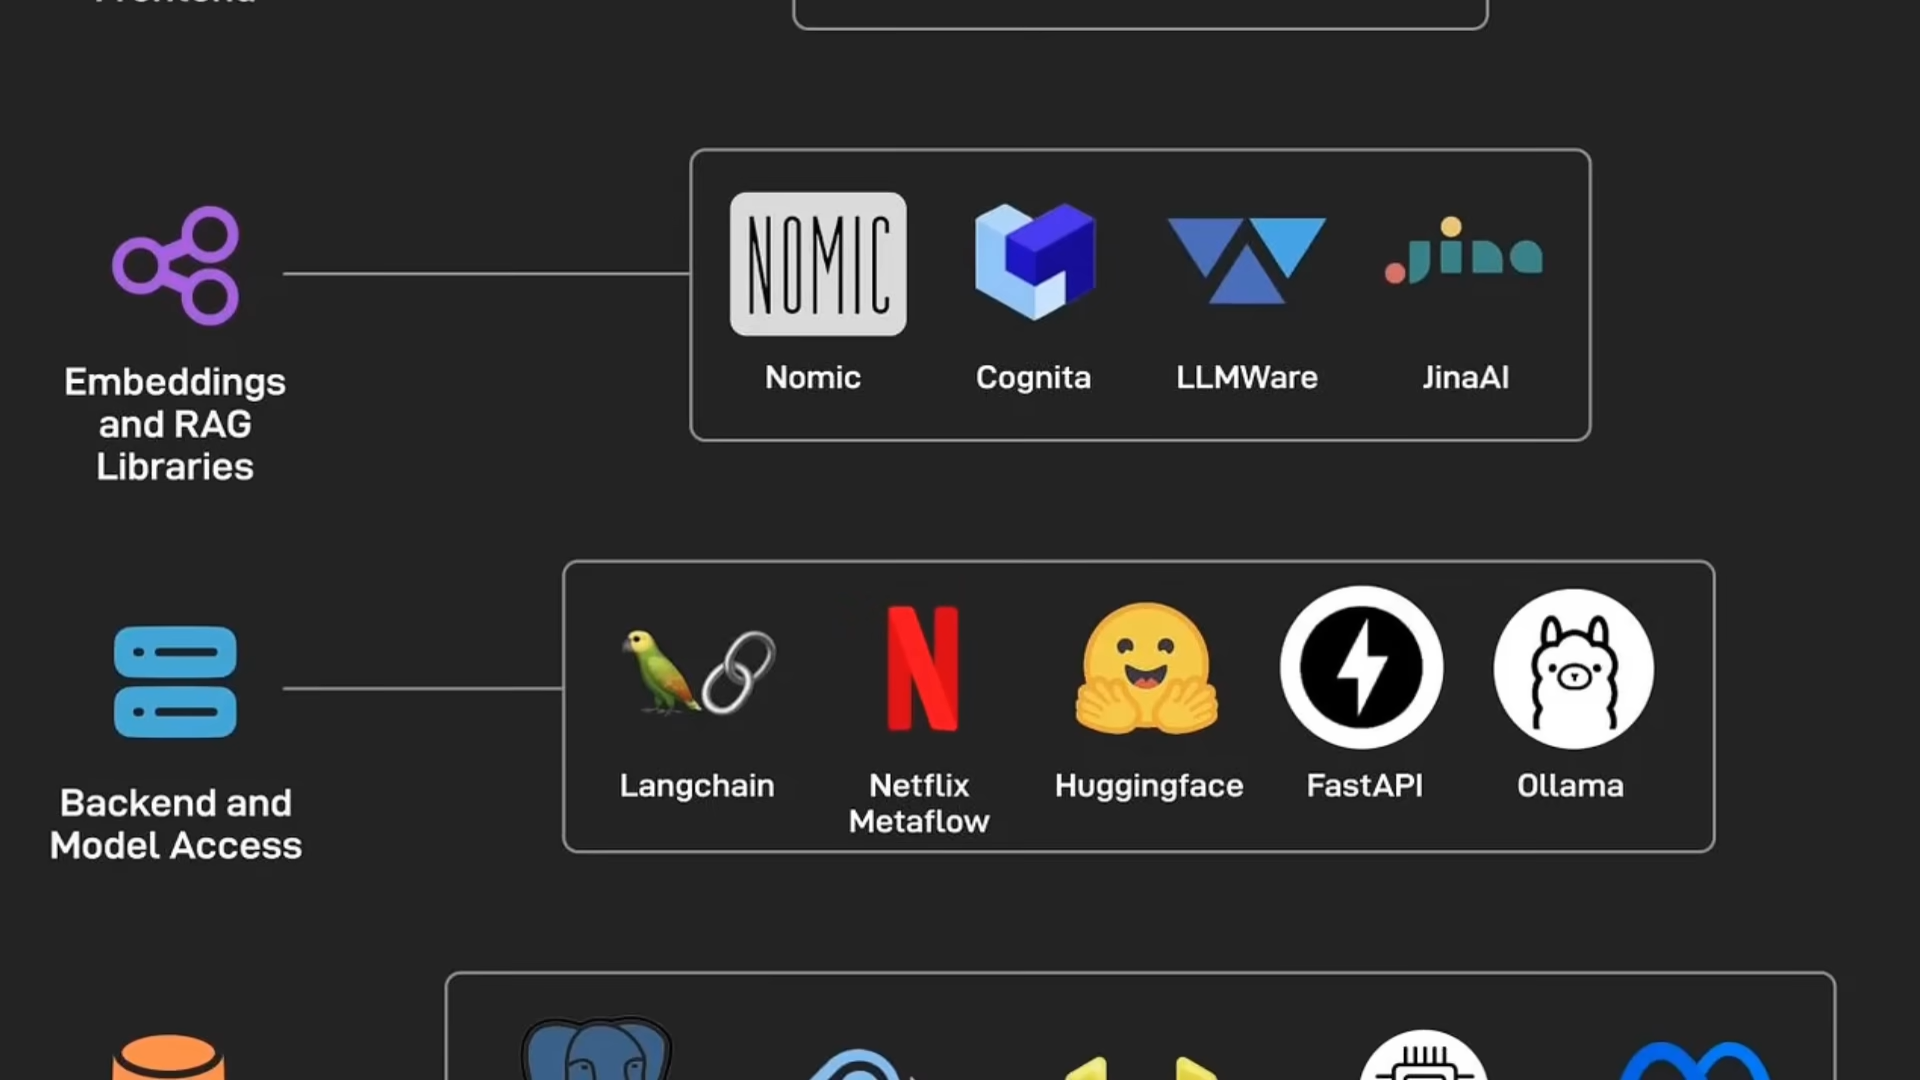 Frontend
NOMIC
jina
Nomic
Cognita
LLMWare
JinaAI
Embeddings
and RAG
Libraries
Langchain
Netflix
Metaflow
Huggingface
FastAPI
Ollama
Backend and
Model Access